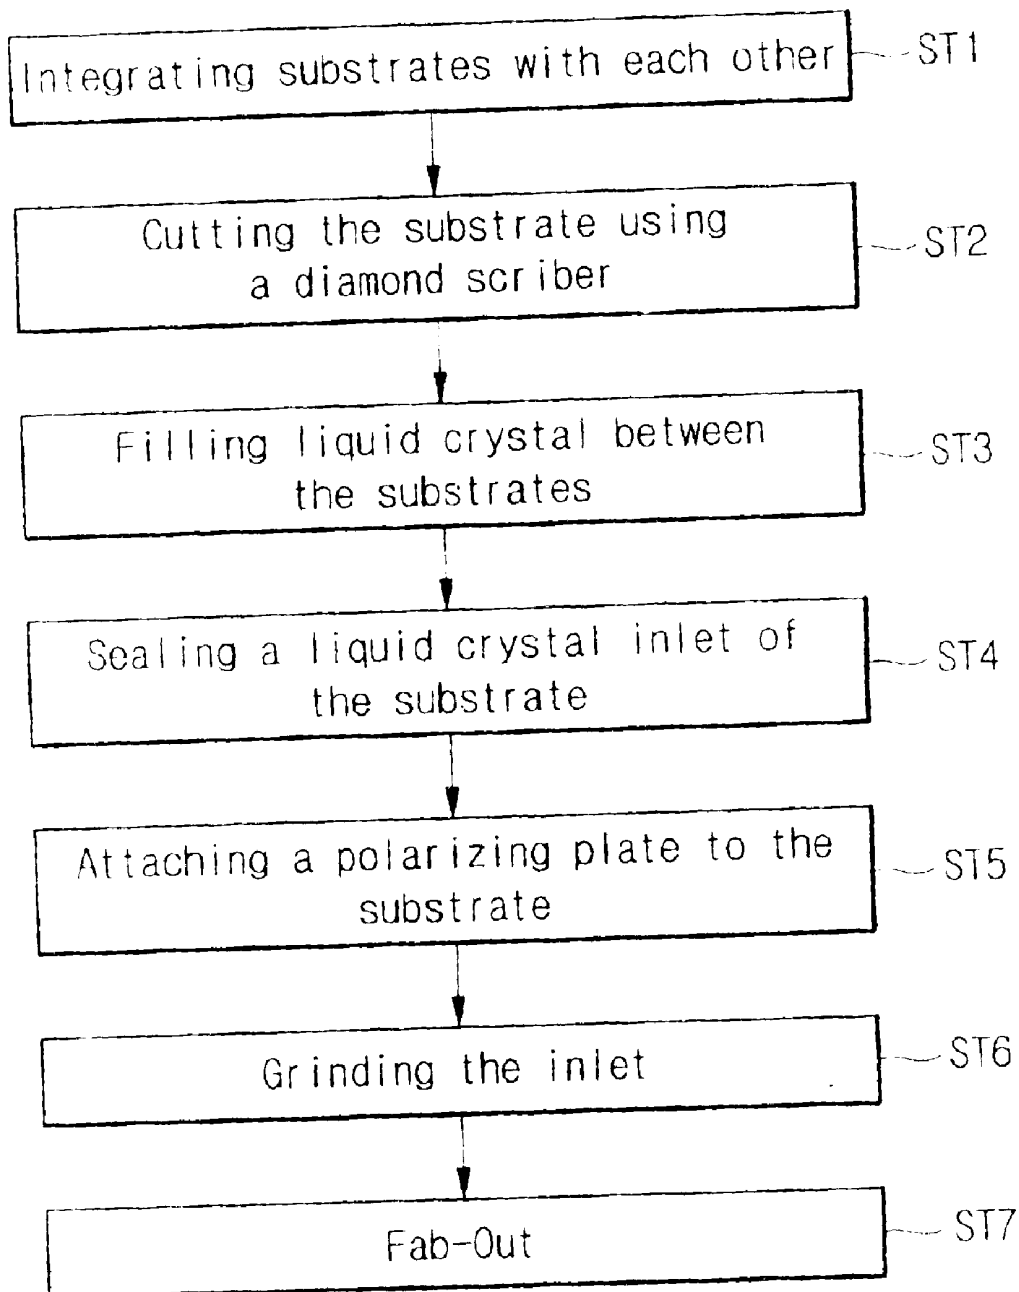 Integrating substrates with each other
ST1
Cutting the substrate using
a diamond scriber
ST2
Filling liquid crystal between
the substrates
ST3
Sealing a liquid crystal inlet of
the substrate
ST4
Attaching a polarizing plate to the
substrate
ST5
Grinding the inlet
ST6
Fab-Out
ST7